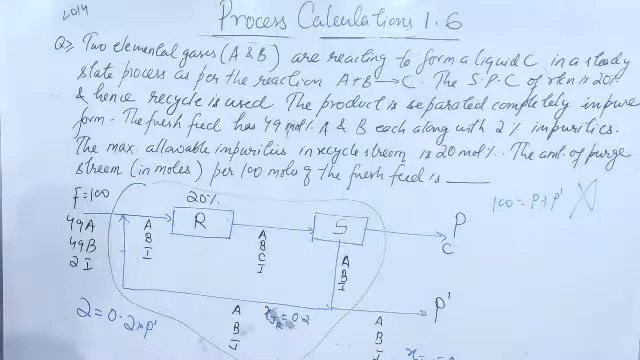 2014
Process Calculations 1.6
Q> Two elemental gases (A & B) are reacting to form a liquid C in a steady
state process as per the reaction A+B → C. The S.P.C of rxn is 20%
& hence recycle is used. The product is separated completely in pure
form. The fresh feed has 49 mol% A & B each along with 2% impurities.
The max. allowable impurities in recycle stream is 20 mol%. The amt of purge
stream (in moles) per 100 mols of the fresh feed is ____
F=100
20%
100 = P+P'
49A
49B
2I
A
B
I
R
A
B
C
I
S
P
C
A
B
I
2 = 0.2 × P'
A
B
I
= 0.2
P'
A
B
I